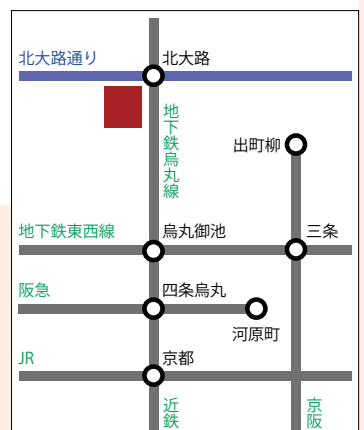 北大路通り
北大路
地下鉄烏丸線
出町柳
地下鉄東西線
烏丸御池
三条
阪急
四条烏丸
河原町
JR
京都
近鉄
京阪